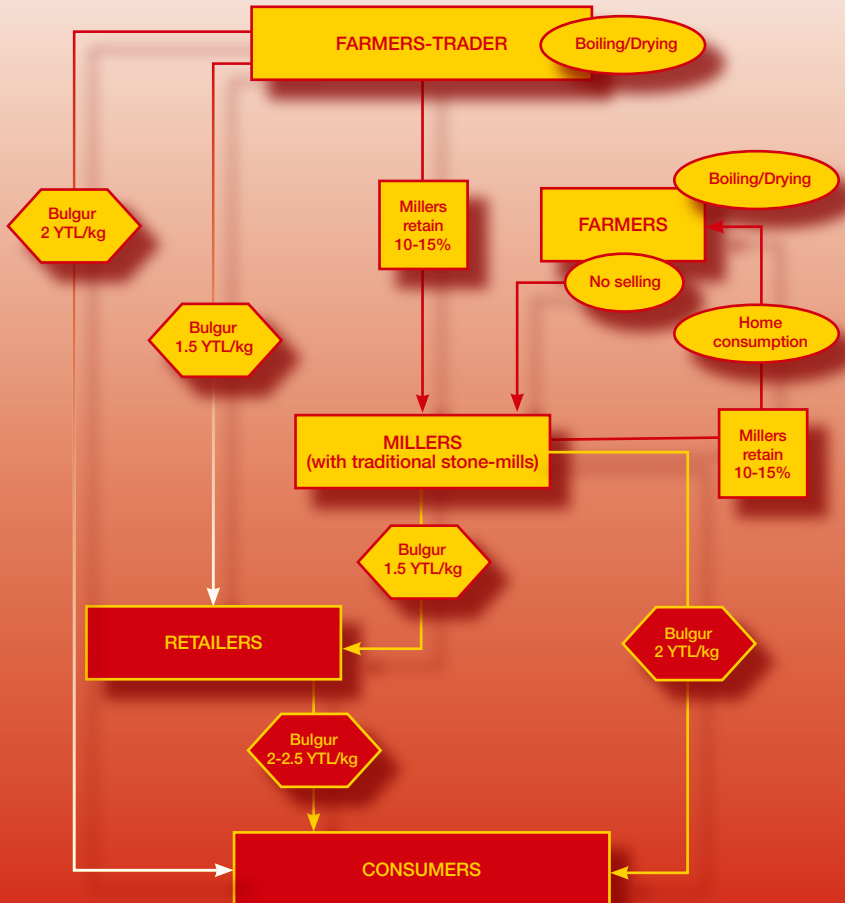 FARMERS-TRADER
Boiling/Drying
Boiling/Drying
Bulgur
2 YTL/kg
Millers
retain
10-15%
FARMERS
No selling
Bulgur
1.5 YTL/kg
Home
consumption
MILLERS
(with traditional stone-mills)
Millers
retain
10-15%
Bulgur
1.5 YTL/kg
RETAILERS
Bulgur
2 YTL/kg
Bulgur
2-2.5 YTL/kg
CONSUMERS